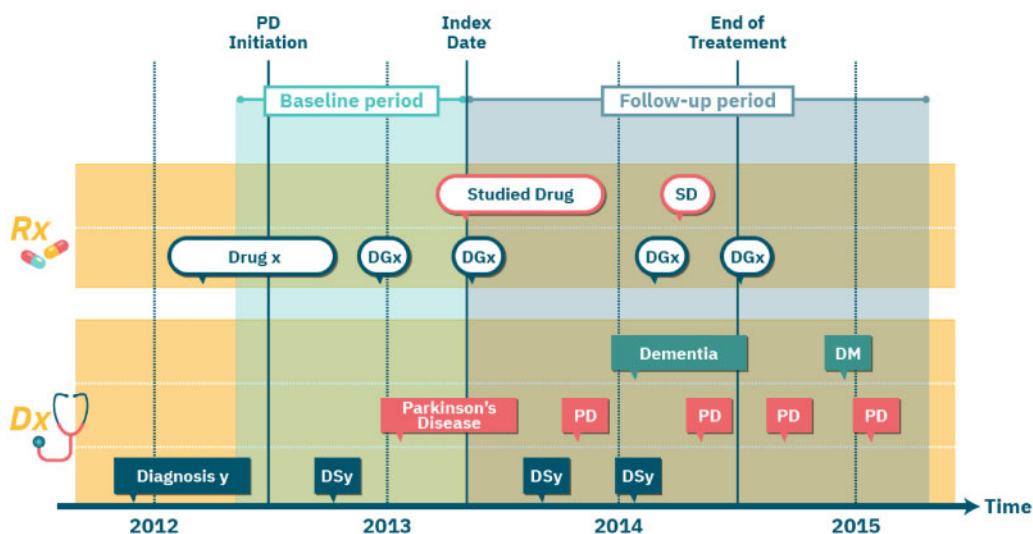 PD
Initiation
Index
Date
End of
Treatement
Baseline period
Follow-up period
Rx
Studied Drug
SD
Drug x
DGx
DGx
DGx
DGx
Dx
Dementia
DM
Parkinson's
Disease
PD
PD
PD
PD
Diagnosis y
DSy
DSy
DSy
Time
2012
2013
2014
2015